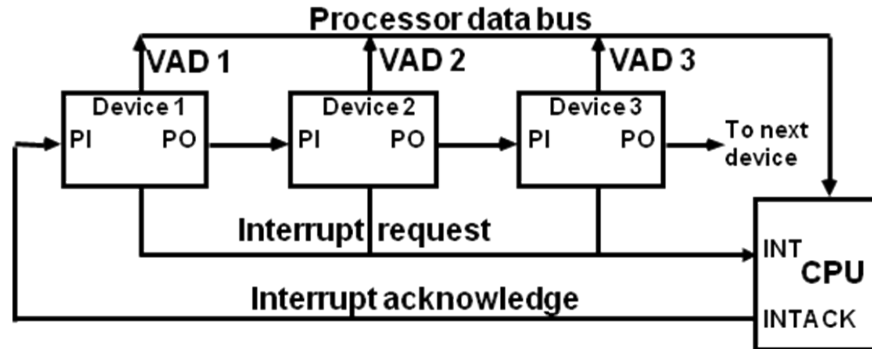 Processor data bus
VAD 1 VAD 2 VAD 3
Device 1 Device 2 Device 3
PI PO PI PO PI PO
To next
device
Interrupt request
INT
CPU
Interrupt acknowledge
INTACK